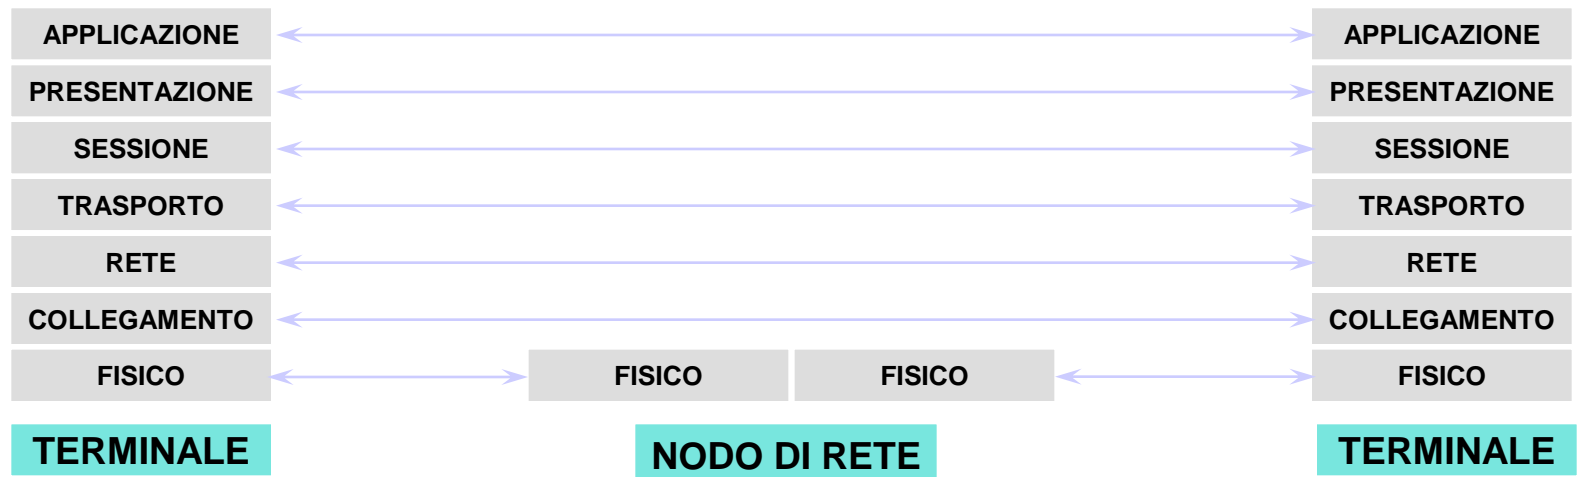 APPLICAZIONE APPLICAZIONE
PRESENTAZIONE PRESENTAZIONE
SESSIONE SESSIONE
TRASPORTO TRASPORTO
RETE RETE
COLLEGAMENTO COLLEGAMENTO
FISICO FISICO FISICO FISICO
TERMINALE NODO DI RETE TERMINALE